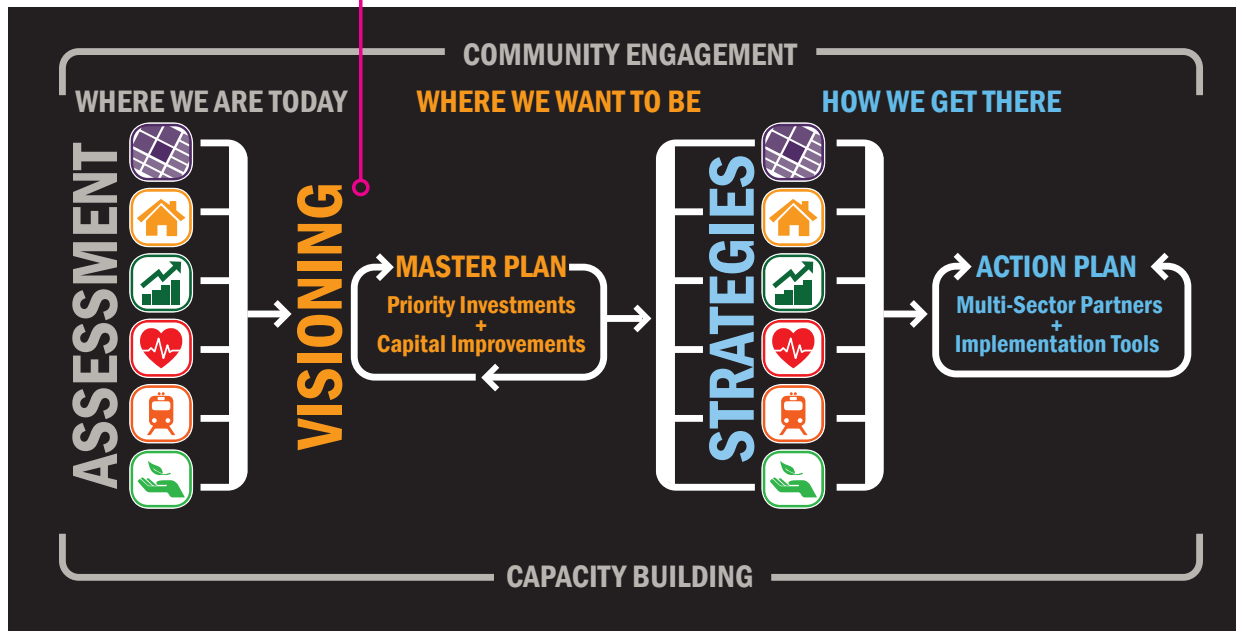 COMMUNITY ENGAGEMENT
WHERE WE ARE TODAY
WHERE WE WANT TO BE
HOW WE GET THERE
ASSESSMENT
VISIONING
MASTER PLAN
Priority Investments
+
Capital Improvements
STRATEGIES
ACTION PLAN
Multi-Sector Partners
+
Implementation Tools
CAPACITY BUILDING